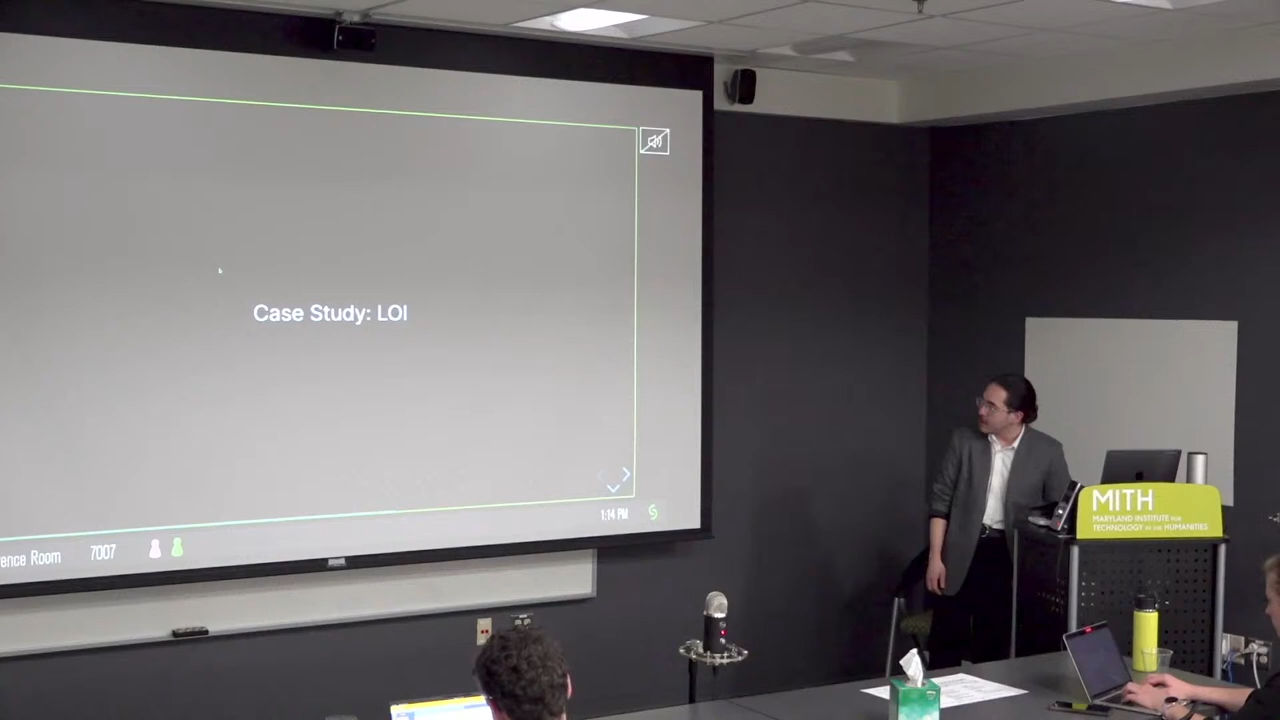 Case Study: LOI
1:14 PM
ence Room 7007
MITH
MARYLAND INSTITUTE FOR
TECHNOLOGY IN THE HUMANITIES